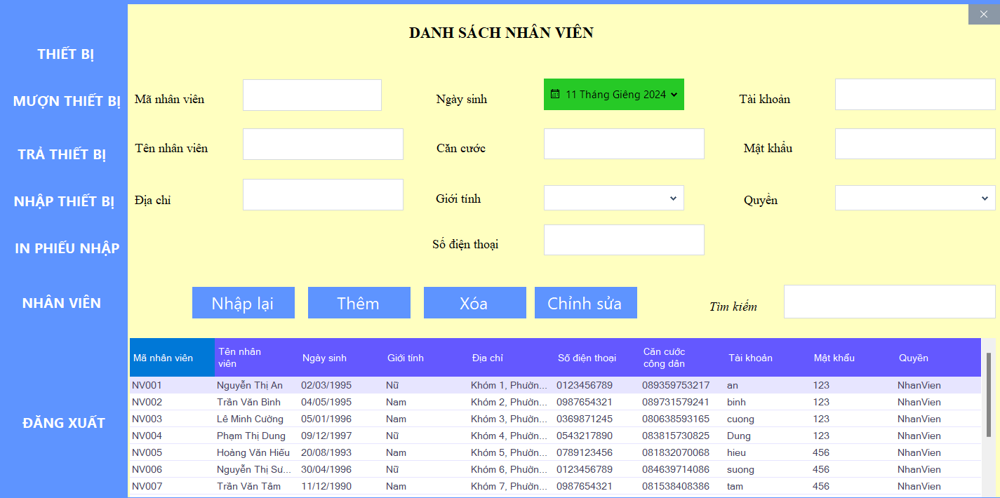 DANH SÁCH NHÂN VIÊN
THIẾT BỊ
MƯỢN THIẾT BỊ
TRẢ THIẾT BỊ
NHẬP THIẾT BỊ
IN PHIẾU NHẬP
NHÂN VIÊN
ĐĂNG XUẤT
Mã nhân viên Ngày sinh 11 Tháng Giêng 2024 Tài khoản
Tên nhân viên Căn cước Mật khẩu
Địa chỉ Giới tính Quyền
Số điện thoại
Nhập lại Thêm Xóa Chỉnh sửa Tìm kiếm
Mã nhân viên Tên nhân viên Ngày sinh Giới tính Địa chỉ Số điện thoại Căn cước công dân Tài khoản Mật khẩu Quyền
NV001 Nguyễn Thị An 02/03/1995 Nữ Khóm 1, Phườn... 0123456789 089359753217 an 123 NhanVien
NV002 Trần Văn Bình 04/05/1995 Nam Khóm 2, Phườn... 0987654321 089731579241 binh 123 NhanVien
NV003 Lê Minh Cường 05/01/1996 Nam Khóm 3, Phườn... 0369871245 080638593165 cuong 123 NhanVien
NV004 Phạm Thị Dung 09/12/1997 Nữ Khóm 4, Phườn... 0543217890 083815730825 Dung 123 NhanVien
NV005 Hoàng Văn Hiếu 20/08/1993 Nam Khóm 5, Phườn... 0789123456 081832070068 hieu 456 NhanVien
NV006 Nguyễn Thị Sư... 30/04/1996 Nữ Khóm 6, Phườn... 0123456789 084639714086 suong 456 NhanVien
NV007 Trần Văn Tâm 11/12/1990 Nam Khóm 7, Phườn... 0987654321 081538408386 tam 456 NhanVien